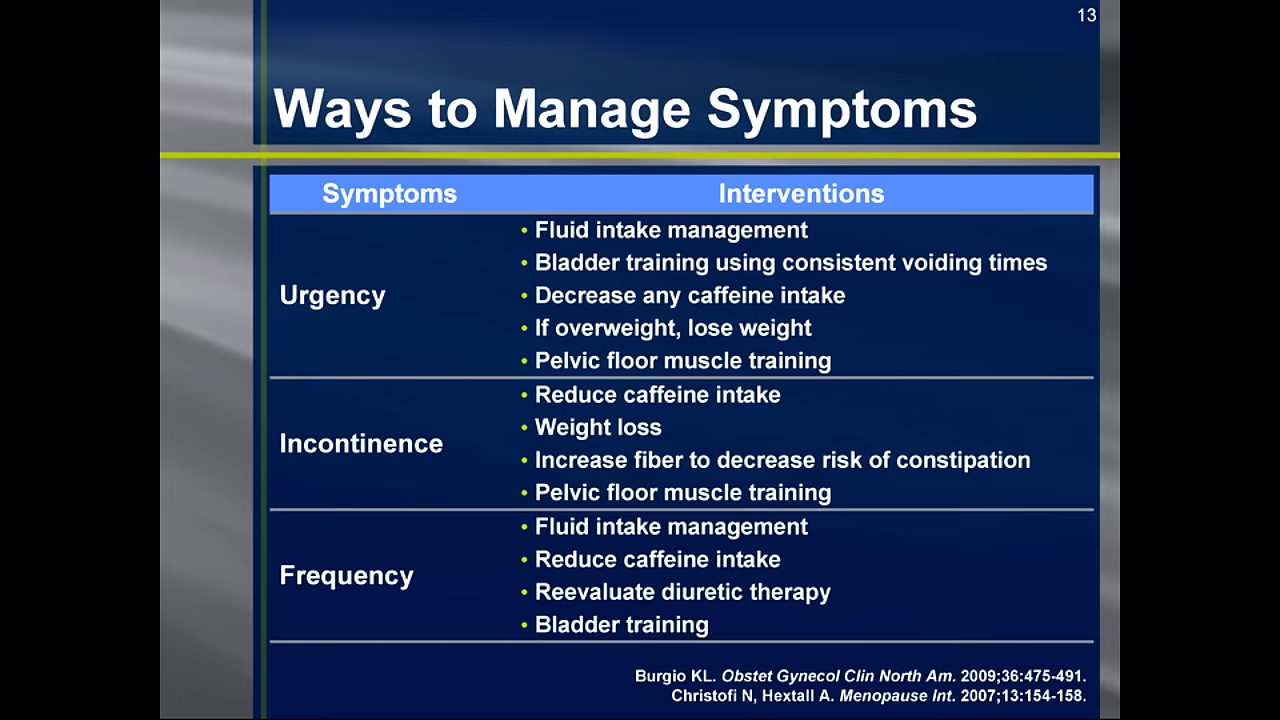 13
Ways to Manage Symptoms
Symptoms Interventions
Urgency
• Fluid intake management
• Bladder training using consistent voiding times
• Decrease any caffeine intake
• If overweight, lose weight
• Pelvic floor muscle training
Incontinence
• Reduce caffeine intake
• Weight loss
• Increase fiber to decrease risk of constipation
• Pelvic floor muscle training
Frequency
• Fluid intake management
• Reduce caffeine intake
• Reevaluate diuretic therapy
• Bladder training
Burgio KL. Obstet Gynecol Clin North Am. 2009;36:475-491.
Christofi N, Hextall A. Menopause Int. 2007;13:154-158.